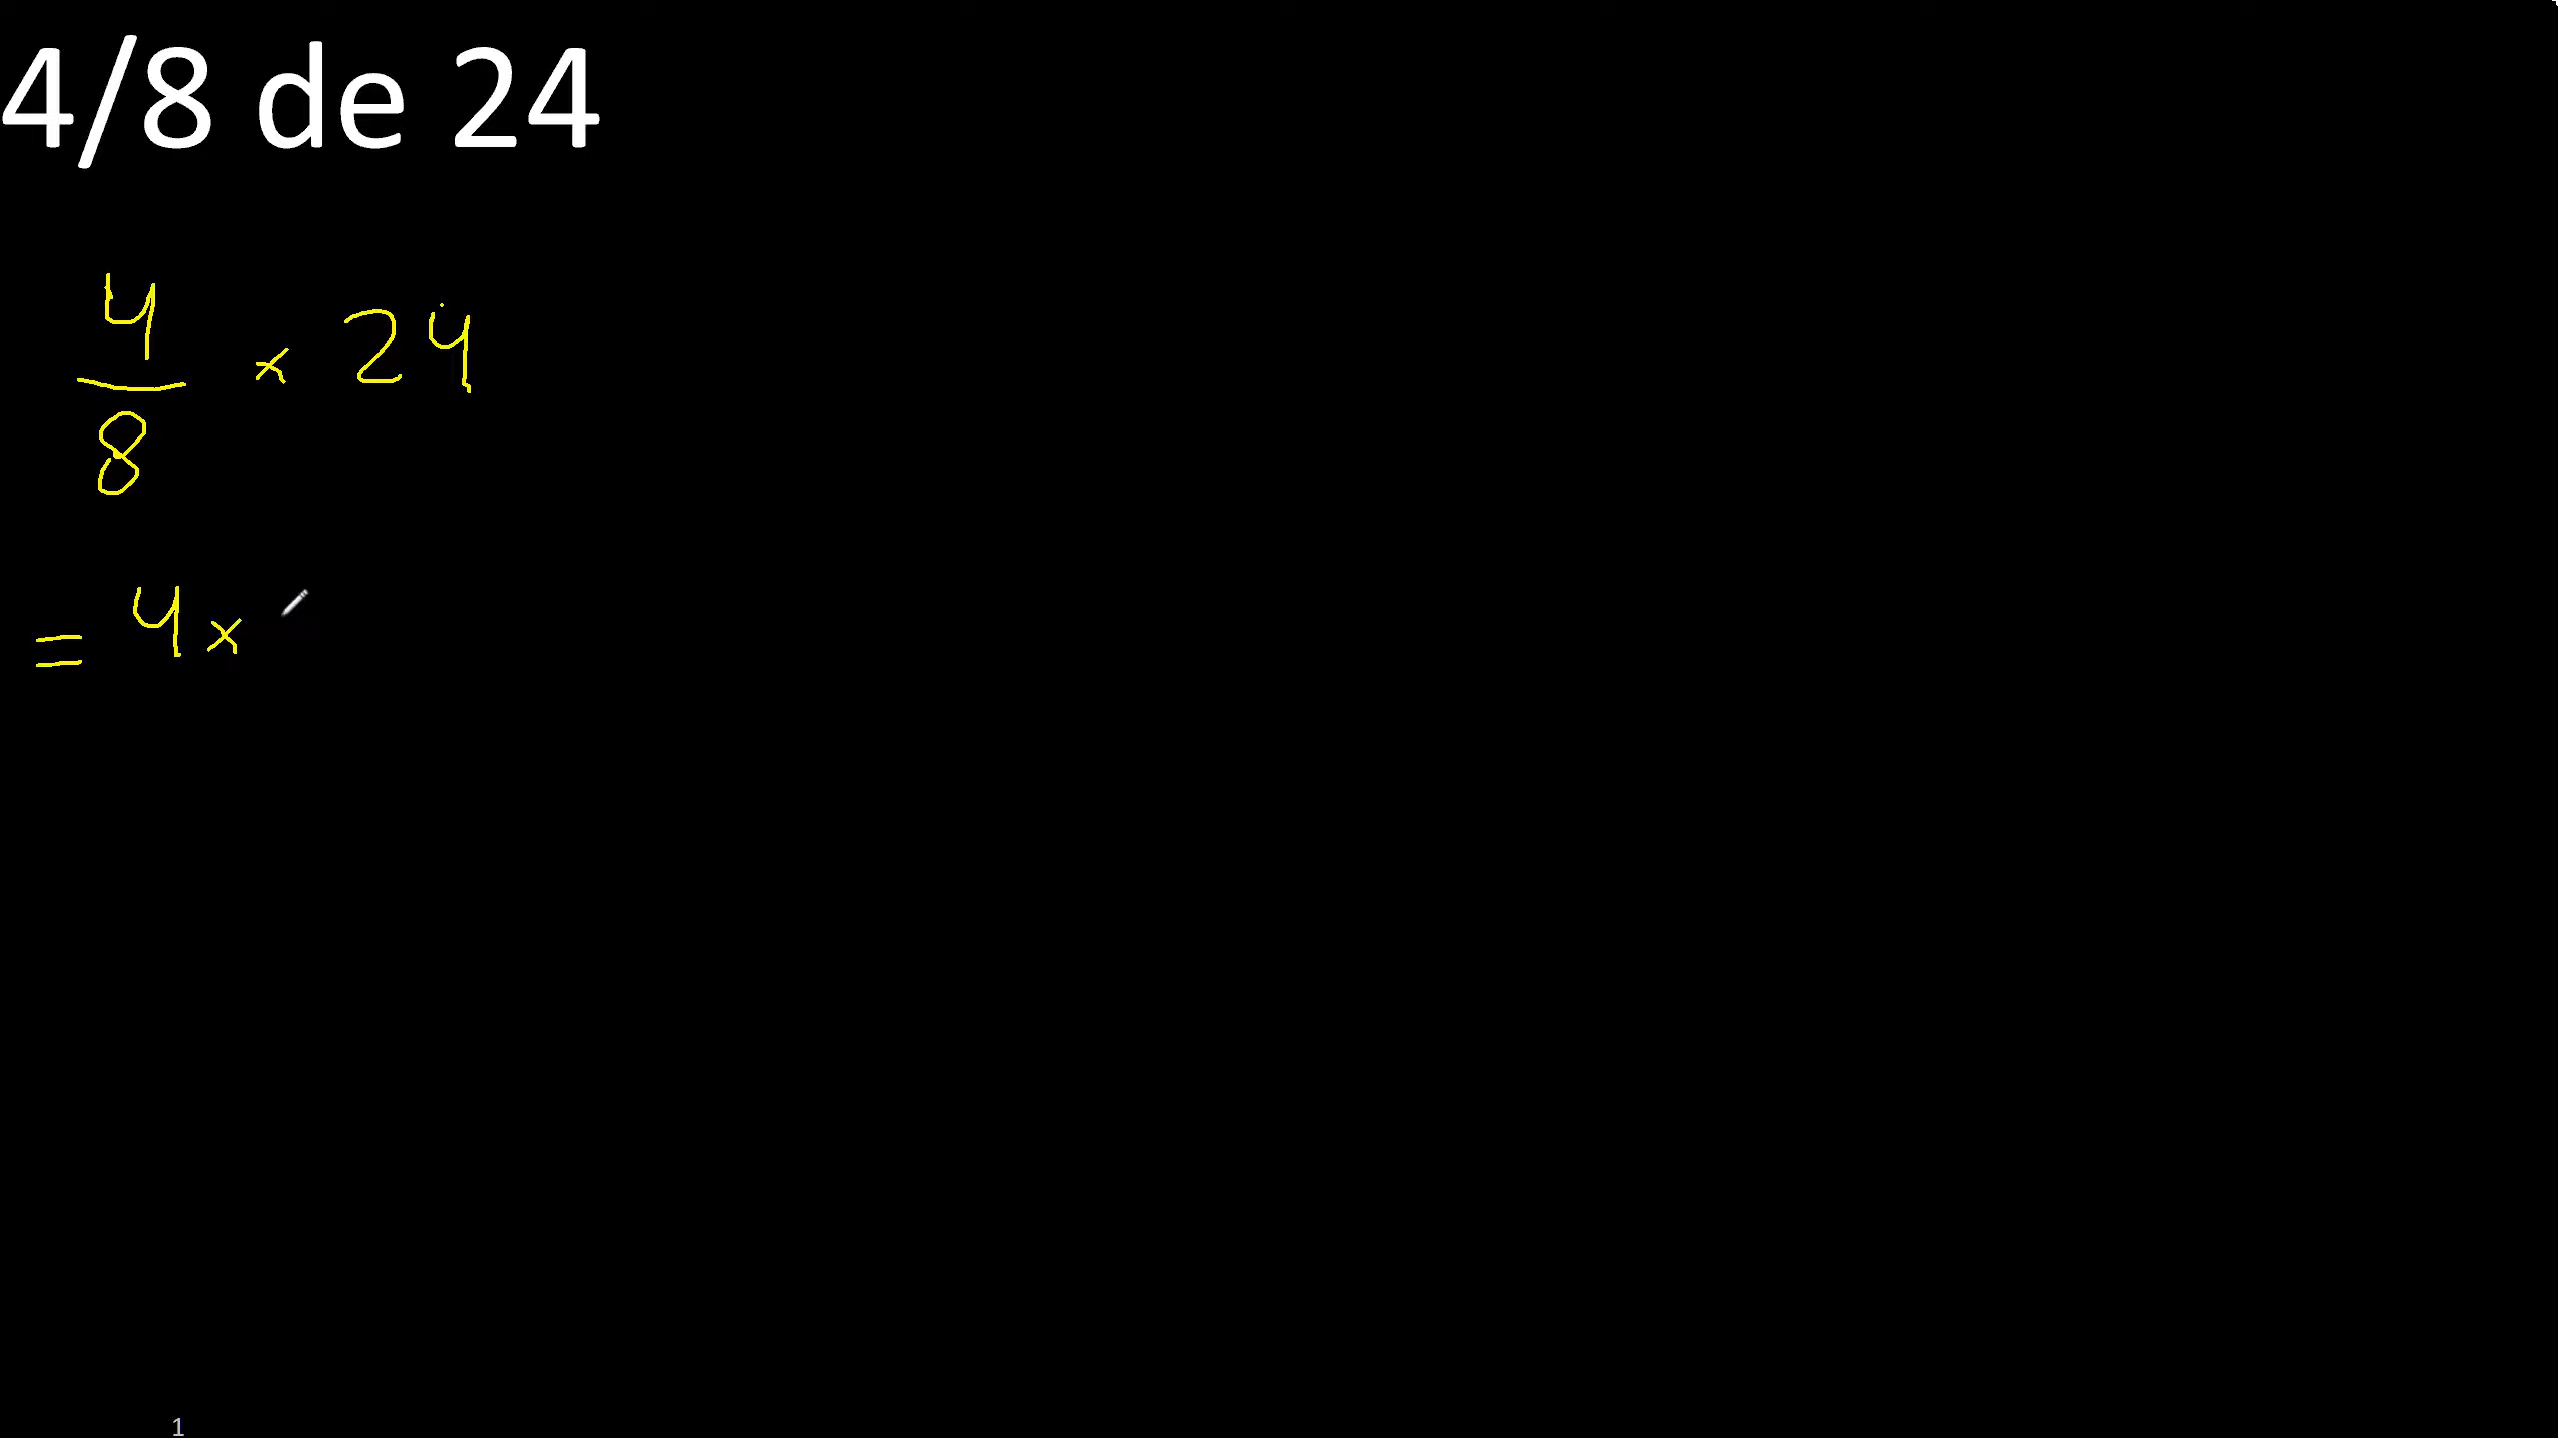 4/8 de 24
4
8
× 24
= 4 ×
1